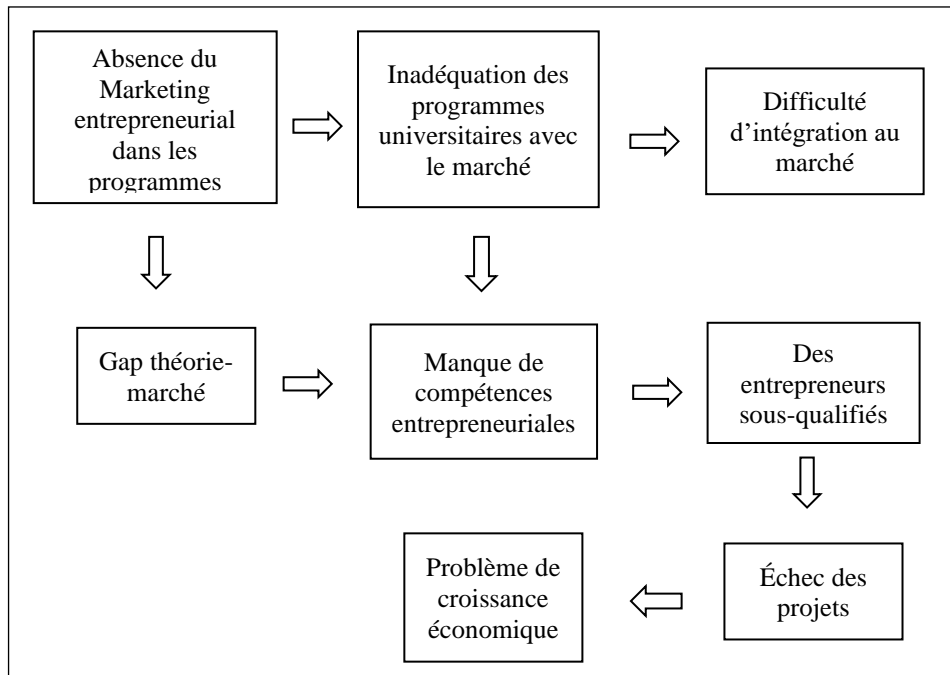 Absence du
Marketing
entrepreneurial
dans les
programmes
Inadéquation des
programmes
universitaires avec
le marché
Difficulté
d’intégration au
marché
Gap théorie-
marché
Manque de
compétences
entrepreneuriales
Des
entrepreneurs
sous-qualifiés
Problème de
croissance
économique
Échec des
projets